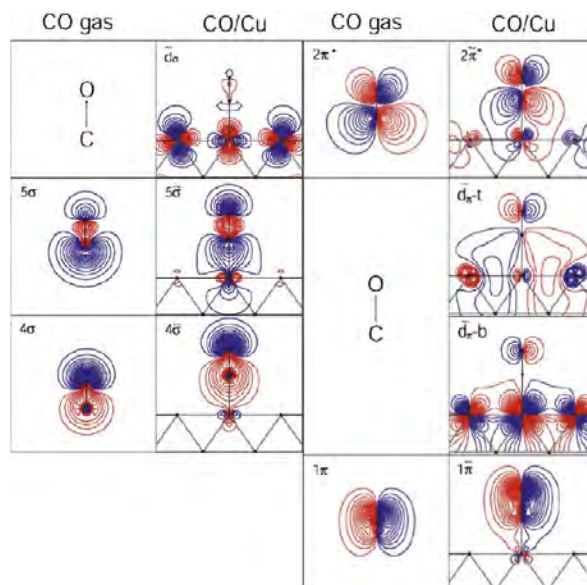 CO gas CO/Cu CO gas CO/Cu
O
C
d̃σ
2π*
2π̃*
5σ
5σ̃
d̃π-t
O
C
4σ
4σ̃
d̃π-b
1π
1π̃